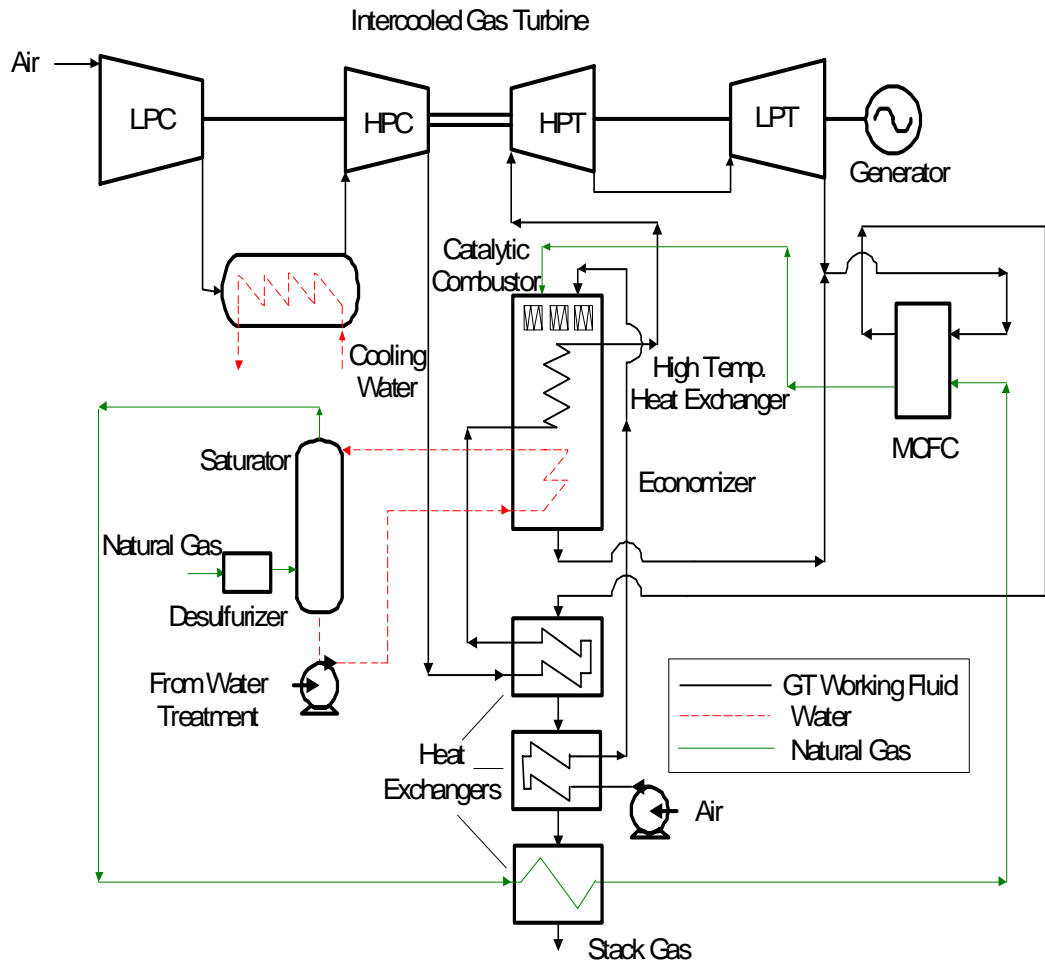 Intercooled Gas Turbine
Air
LPC
HPC
HPT
LPT
Generator
Catalytic
Combustor
Cooling
Water
High Temp.
Heat Exchanger
MCFC
Saturator
Economizer
Natural Gas
Desulfurizer
From Water
Treatment
GT Working Fluid
Water
Natural Gas
Heat
Exchangers
Air
Stack Gas